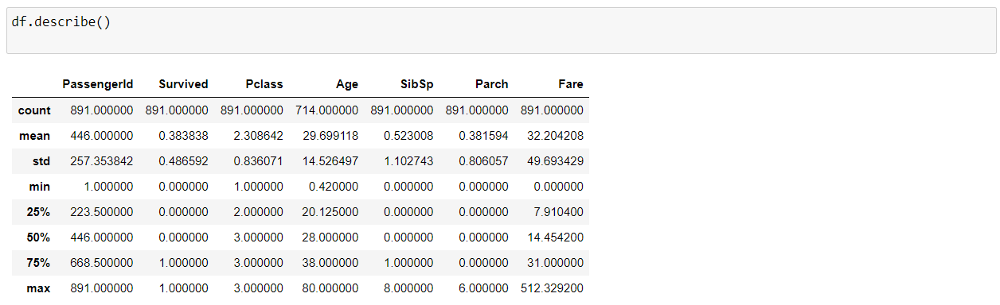 df.describe()
PassengerId Survived Pclass Age SibSp Parch Fare
count 891.000000 891.000000 891.000000 714.000000 891.000000 891.000000 891.000000
mean 446.000000 0.383838 2.308642 29.699118 0.523008 0.381594 32.204208
std 257.353842 0.486592 0.836071 14.526497 1.102743 0.806057 49.693429
min 1.000000 0.000000 1.000000 0.420000 0.000000 0.000000 0.000000
25% 223.500000 0.000000 2.000000 20.125000 0.000000 0.000000 7.910400
50% 446.000000 0.000000 3.000000 28.000000 0.000000 0.000000 14.454200
75% 668.500000 1.000000 3.000000 38.000000 1.000000 0.000000 31.000000
max 891.000000 1.000000 3.000000 80.000000 8.000000 6.000000 512.329200